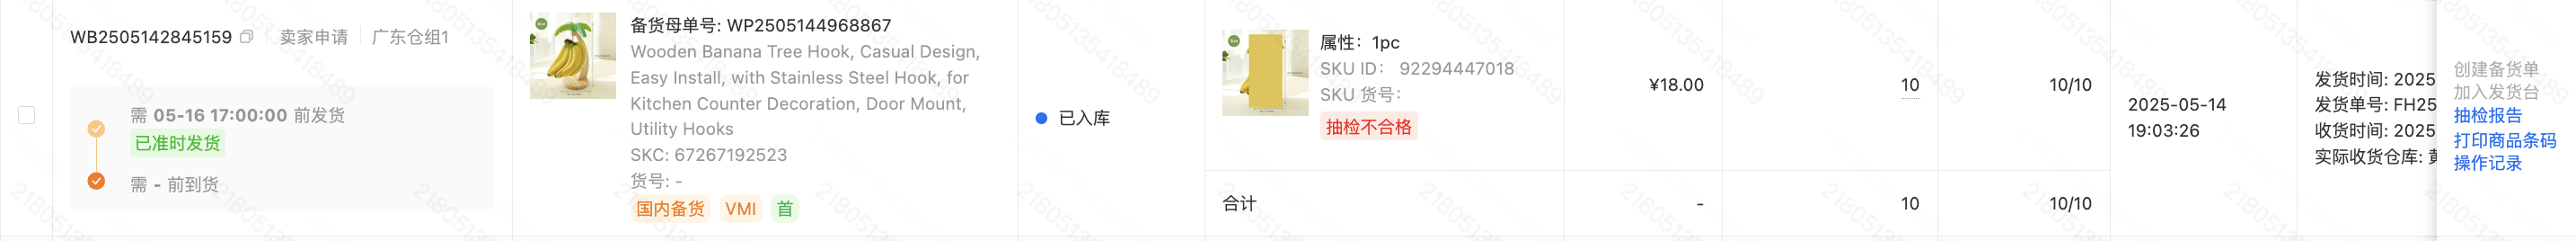 WB2505142845159
卖家申请
广东仓组1
需 05-16 17:00:00 前发货
已准时发货
需 - 前到货
备货母单号: WP2505144968867
Wooden Banana Tree Hook, Casual Design,
Easy Install, with Stainless Steel Hook, for
Kitchen Counter Decoration, Door Mount,
Utility Hooks
SKC: 67267192523
货号: -
国内备货 VMI 首
已入库
属性： 1pc
SKU ID： 92294447018
SKU 货号：
抽检不合格
¥18.00
10
10/10
合计
-
10
10/10
2025-05-14
19:03:26
发货时间: 2025
发货单号: FH25
收货时间: 2025
实际收货仓库:
创建备货单
加入发货台
抽检报告
打印商品条码
操作记录
218051354184​89